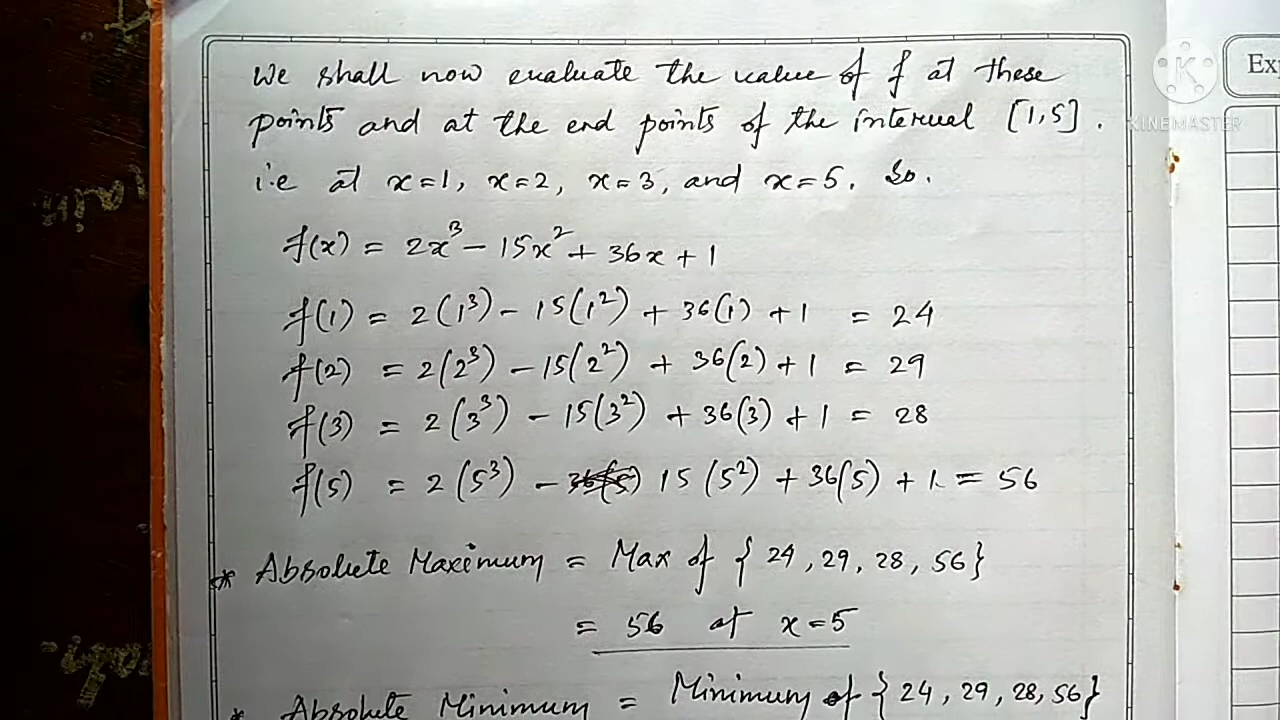 We shall now evaluate the value of f at these
points and at the end points of the interval [1,5].
i.e at x=1, x=2, x=3, and x=5. So.
f(x) = 2x³ - 15x² + 36x + 1
f(1) = 2(1³) - 15(1²) + 36(1) + 1 = 24
f(2) = 2(2³) - 15(2²) + 36(2) + 1 = 29
f(3) = 2(3³) - 15(3²) + 36(3) + 1 = 28
f(5) = 2(5³) - 15(5²) + 36(5) + 1 = 56
* Absolute Maximum = Max of {24, 29, 28, 56}
= 56 at x=5
* Absolute Minimum = Minimum of {24, 29, 28, 56}
K
KINEMASTER
Ex